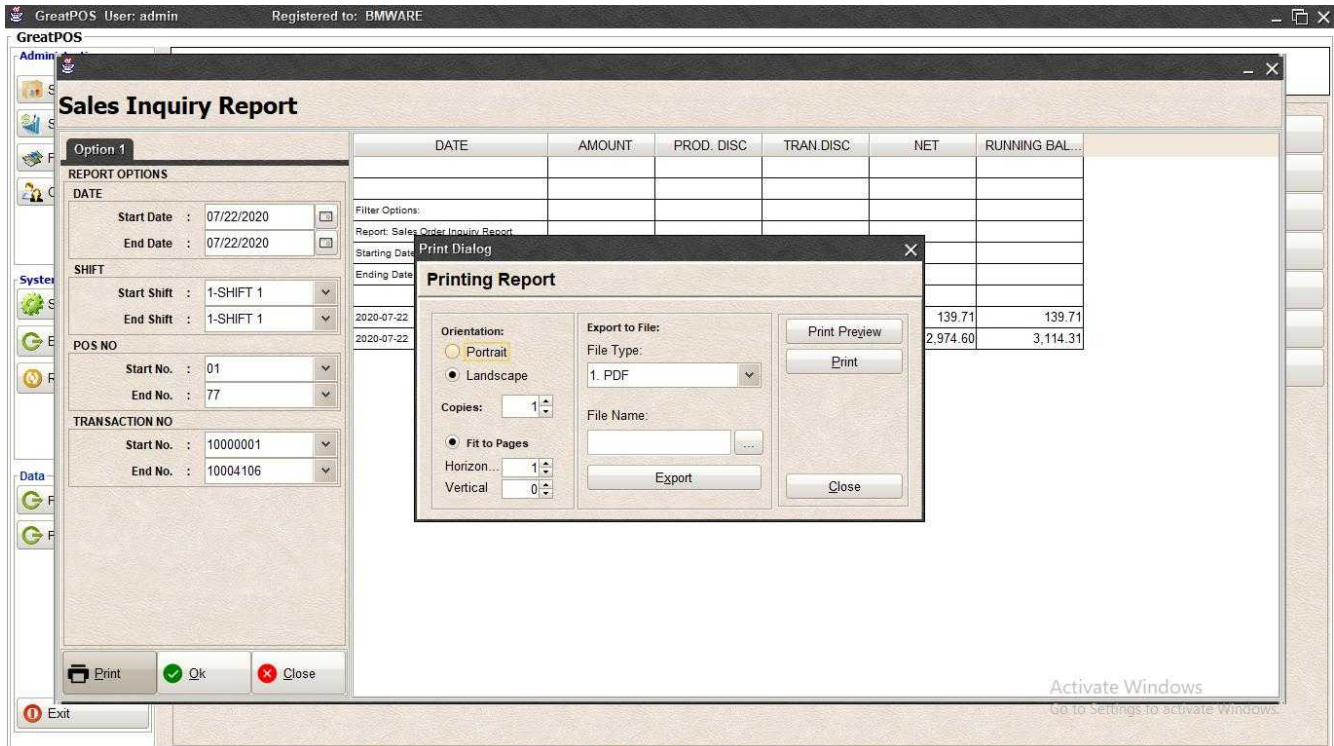 GreatPOS User: admin Registered to: BMWARE
GreatPOS
Sales Inquiry Report
Option 1
REPORT OPTIONS
DATE
Start Date : 07/22/2020
End Date : 07/22/2020
SHIFT
Start Shift : 1-SHIFT 1
End Shift : 1-SHIFT 1
POS NO
Start No. : 01
End No. : 77
TRANSACTION NO
Start No. : 10000001
End No. : 10004106
Print Ok Close
DATE AMOUNT PROD. DISC TRAN.DISC NET RUNNING BAL...
Filter Options:
Report: Sales Order Inquiry Report
Starting Date
Ending Date
2020-07-22 139.71 139.71
2020-07-22 2,974.60 3,114.31
Print Dialog
Printing Report
Orientation:
Portrait
Landscape
Copies: 1
Fit to Pages
Horizon... 1
Vertical 0
Export to File:
File Type:
1. PDF
File Name:
...
Export
Print Preview
Print
Close
Data
Exit
Activate Windows
Go to Settings to activate Windows.